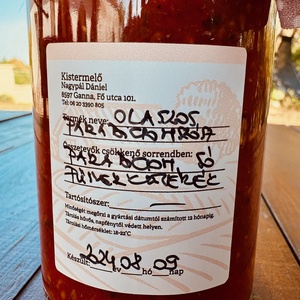 Kistermelő
Nagypál Dániel
8597 Ganna, Fő utca 101.
Tel: 06 20 3390 805
Termék neve: OLASZOS
PARADICSOMSZÓSZ
Összetevők csökkenő sorrendben:
PARADICSOM, SÓ
FŰSZERKEVERÉK
Tartósítószer:
Minőségét megőrzi a gyártási dátumtól számított 12 hónapig.
Tárolás hűvös, napfénytől védett helyen.
Tárolási hőmérséklet: 18-22°C
Készült: 2024 év 08 hó 09 nap